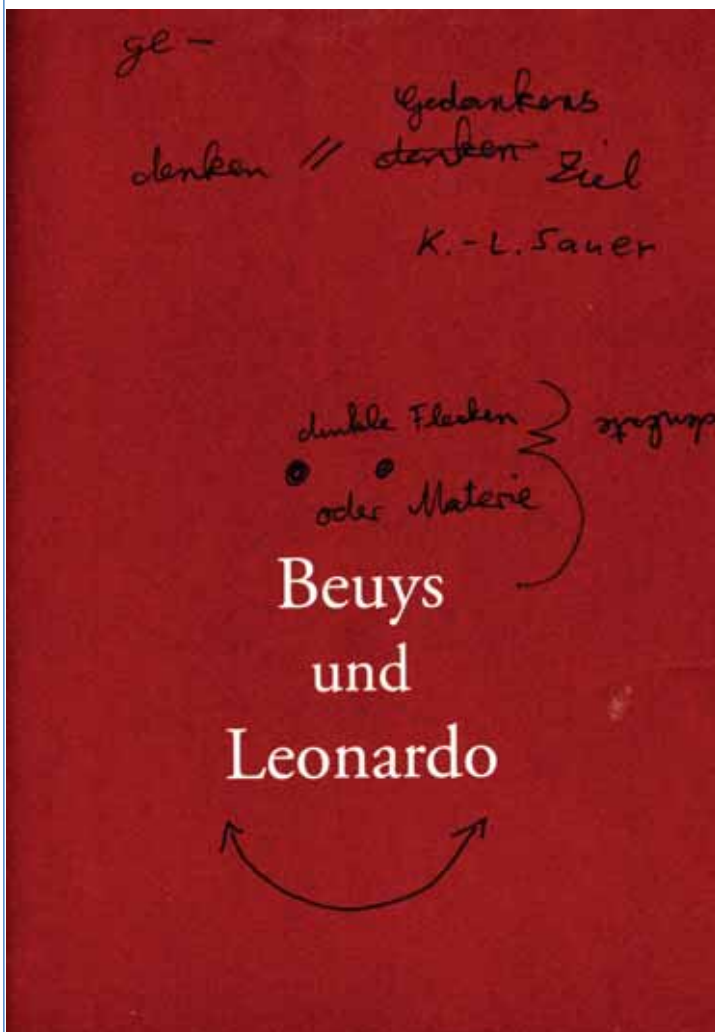 ge –
Gedankens
denken // denken Ziel
K.-L. Sauer
dunkle Flecken
oder Materie
Beuys
und
Leonardo